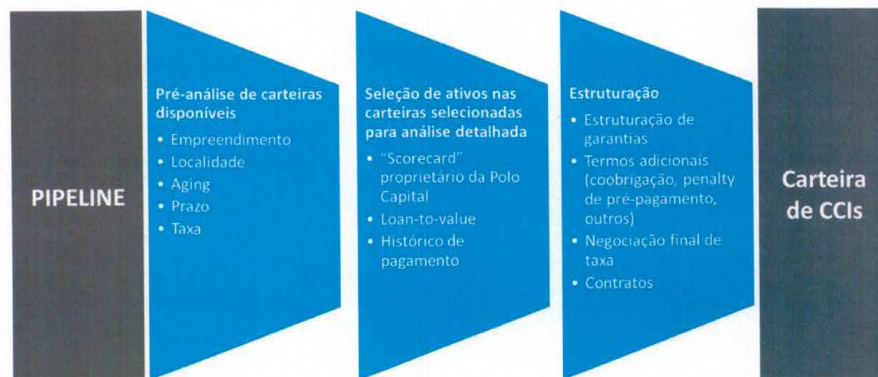 PIPELINE
Pré-análise de carteiras
disponíveis
• Empreendimento
• Localidade
• Aging
• Prazo
• Taxa
Seleção de ativos nas
carteiras selecionadas
para análise detalhada
• “Scorecard”
proprietário da Polo
Capital
• Loan-to-value
• Histórico de
pagamento
Estruturação
• Estruturação de
garantias
• Termos adicionais
(coobrigação, penalty
de pré-pagamento,
outros)
• Negociação final de
taxa
• Contratos
Carteira
de CCIs